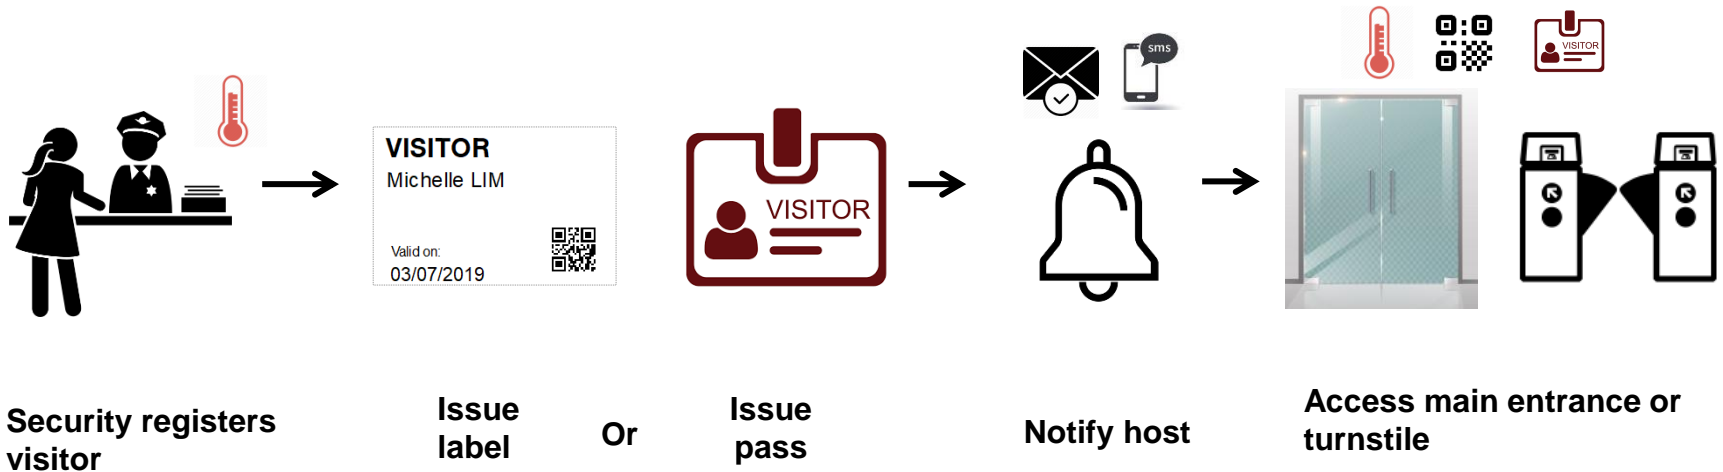 sms
VISITOR
VISITOR
Michelle LIM
VISITOR
Valid on:
03/07/2019
Security registers
visitor
Issue
label
Or
Issue
pass
Notify host
Access main entrance or
turnstile